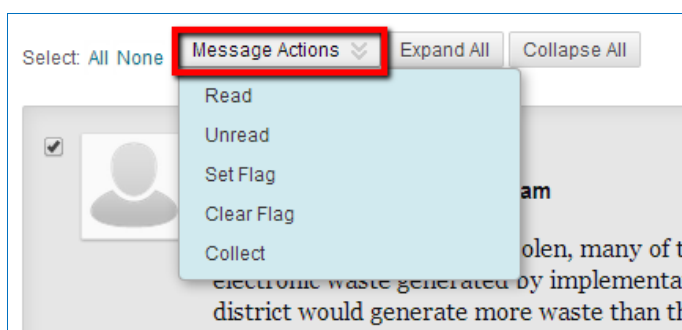 Select: All None Message Actions Expand All Collapse All
Read
Unread
Set Flag
Clear Flag
Collect
am
olen, many of t
electronic waste generated by implementa
district would generate more waste than th